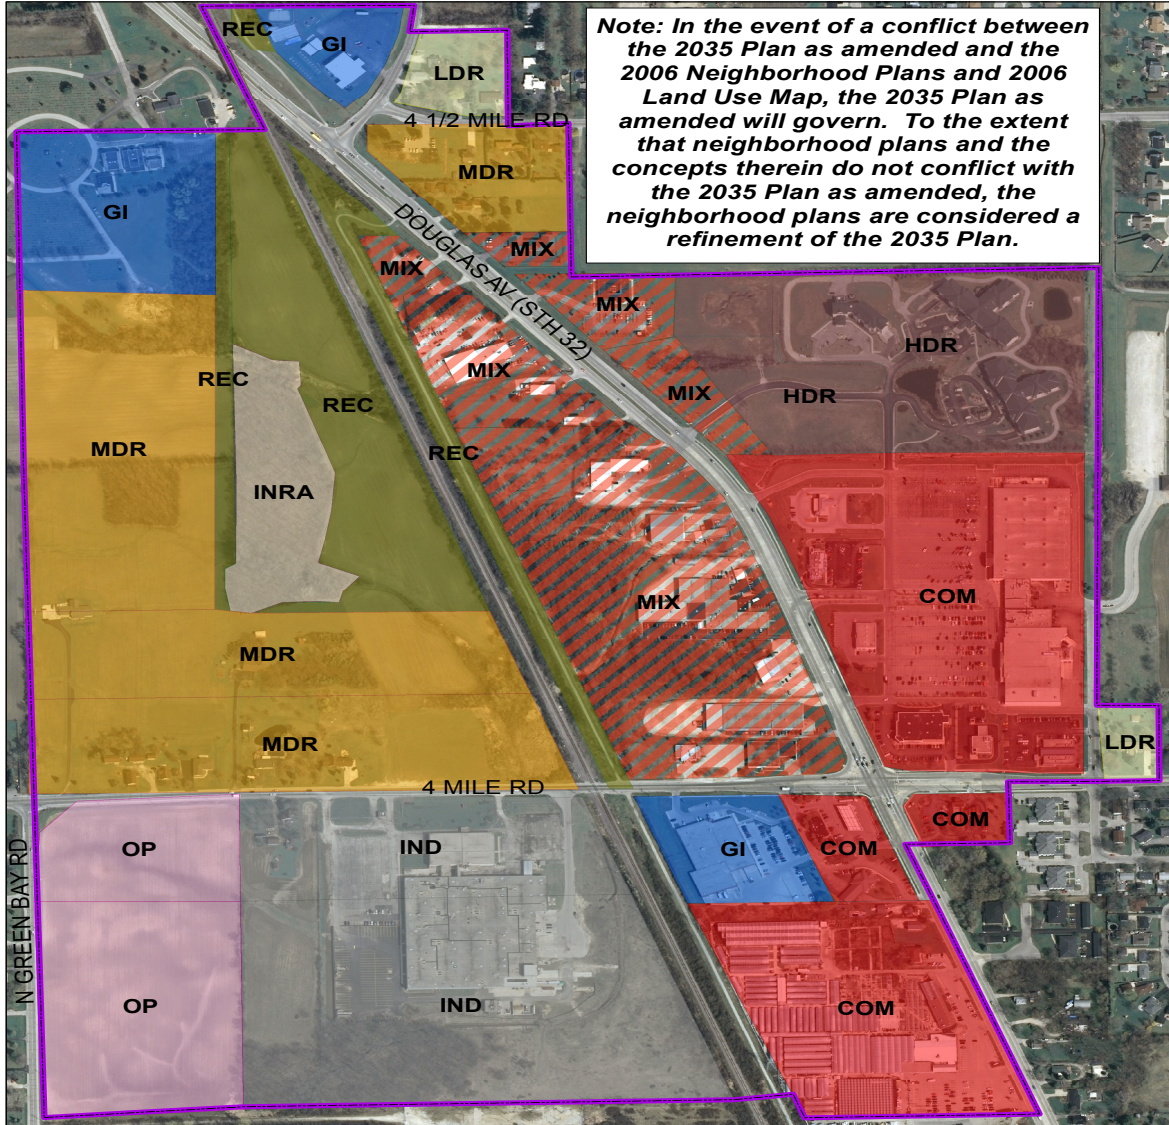 Note: In the event of a conflict between
the 2035 Plan as amended and the
2006 Neighborhood Plans and 2006
Land Use Map, the 2035 Plan as
amended will govern.  To the extent
that neighborhood plans and the
concepts therein do not conflict with
the 2035 Plan as amended, the
neighborhood plans are considered a
refinement of the 2035 Plan.
REC
GI
LDR
4 1/2 MILE RD
MDR
GI
DOUGLAS AV (STH 32)
MIX
MIX
MIX
HDR
MIX
REC
MIX
HDR
REC
MDR
REC
INRA
COM
MIX
MDR
MDR
LDR
4 MILE RD
COM
OP
IND
GI
COM
N GREEN BAY RD
OP
IND
COM